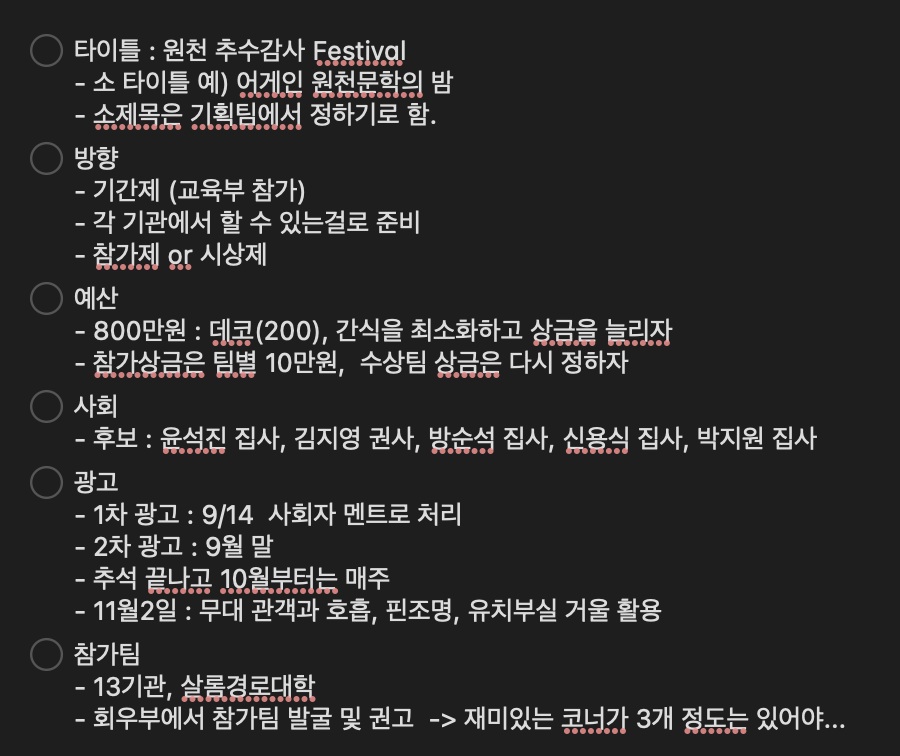 타이틀 : 원천 추수감사 Festival
- 소 타이틀 예) 어게인 원천문학의 밤
- 소제목은 기획팀에서 정하기로 함.
방향
- 기간제 (교육부 참가)
- 각 기관에서 할 수 있는걸로 준비
- 참가제 or 시상제
예산
- 800만원 : 데코(200), 간식을 최소화하고 상금을 늘리자
- 참가상금은 팀별 10만원,  수상팀 상금은 다시 정하자
사회
- 후보 : 윤석진 집사, 김지영 권사, 방순석 집사, 신용식 집사, 박지원 집사
광고
- 1차 광고 : 9/14  사회자 멘트로 처리
- 2차 광고 : 9월 말
- 추석 끝나고 10월부터는 매주
- 11월2일 : 무대 관객과 호흡, 핀조명, 유치부실 거울 활용
참가팀
- 13기관, 살롬경로대학
- 회우부에서 참가팀 발굴 및 권고  -> 재미있는 코너가 3개 정도는 있어야...